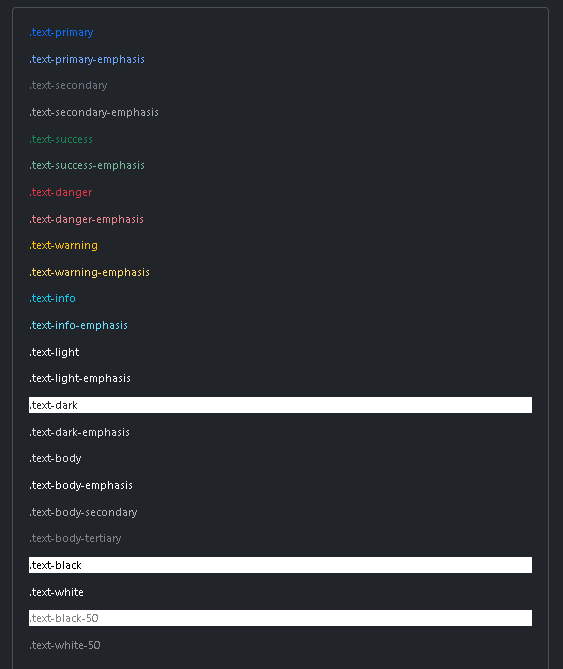 .text-primary
.text-primary-emphasis
.text-secondary
.text-secondary-emphasis
.text-success
.text-success-emphasis
.text-danger
.text-danger-emphasis
.text-warning
.text-warning-emphasis
.text-info
.text-info-emphasis
.text-light
.text-light-emphasis
.text-dark
.text-dark-emphasis
.text-body
.text-body-emphasis
.text-body-secondary
.text-body-tertiary
.text-black
.text-white
.text-black-50
.text-white-50